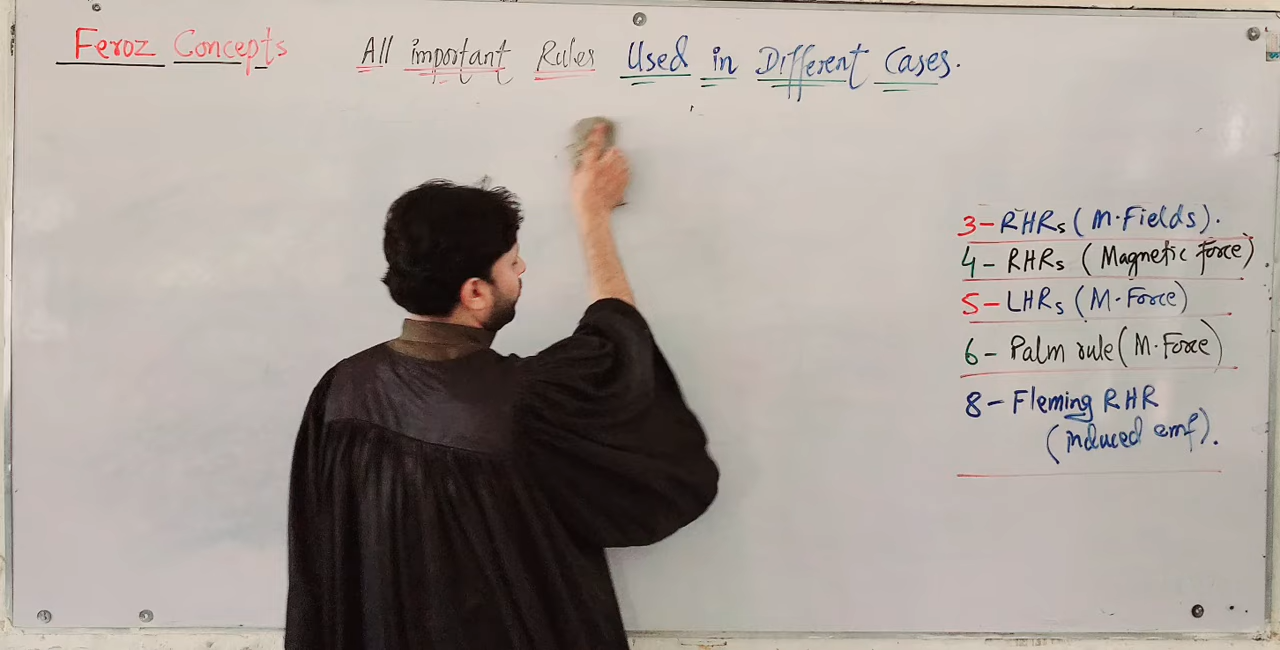 Feroz Concepts
All important Rules Used in Different Cases.
3- RHRs (M.Fields).
4- RHRs (Magnetic force)
5- LHRs (M.Force)
6- Palm rule (M.Force)
8- Fleming RHR
(induced emf).